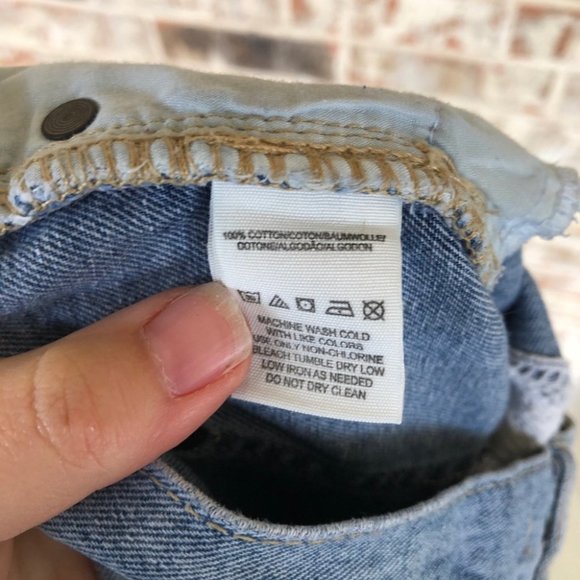 100% COTTON/COTON/BAUMWOLLE/
COTONE/ALGODÃO/ALGODON
MACHINE WASH COLD
WITH LIKE COLORS
USE ONLY NON-CHLORINE
BLEACH TUMBLE DRY LOW
LOW IRON AS NEEDED
DO NOT DRY CLEAN